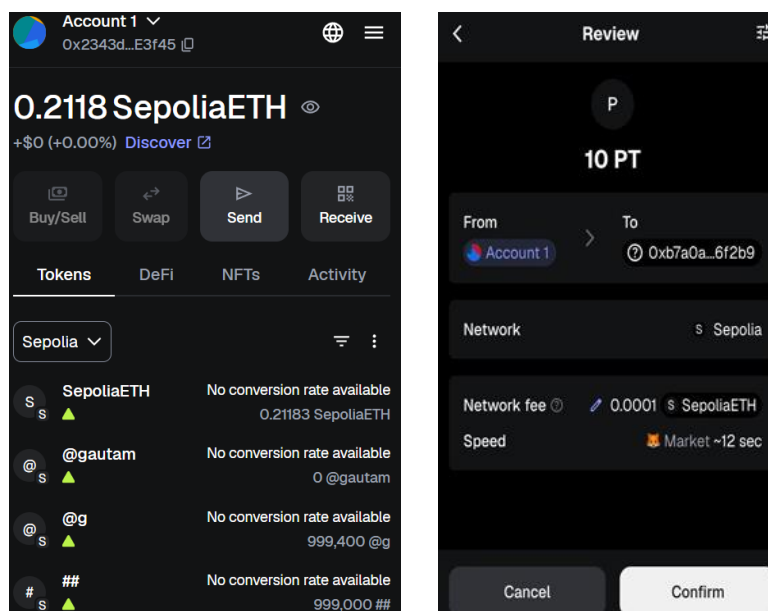 Account 1
0x2343d...E3f45
0.2118 SepoliaETH
+$0 (+0.00%) Discover
Buy/Sell
Swap
Send
Receive
Tokens
DeFi
NFTs
Activity
Sepolia
S
S
SepoliaETH
No conversion rate available
0.21183 SepoliaETH
@
S
@gautam
No conversion rate available
0 @gautam
@
S
@g
No conversion rate available
999,400 @g
#
S
##
No conversion rate available
999,000 ##
Review
P
10 PT
From
To
Account 1
0xb7a0a...6f2b9
Network
S Sepolia
Network fee
0.0001 S SepoliaETH
Speed
Market ~12 sec
Cancel
Confirm